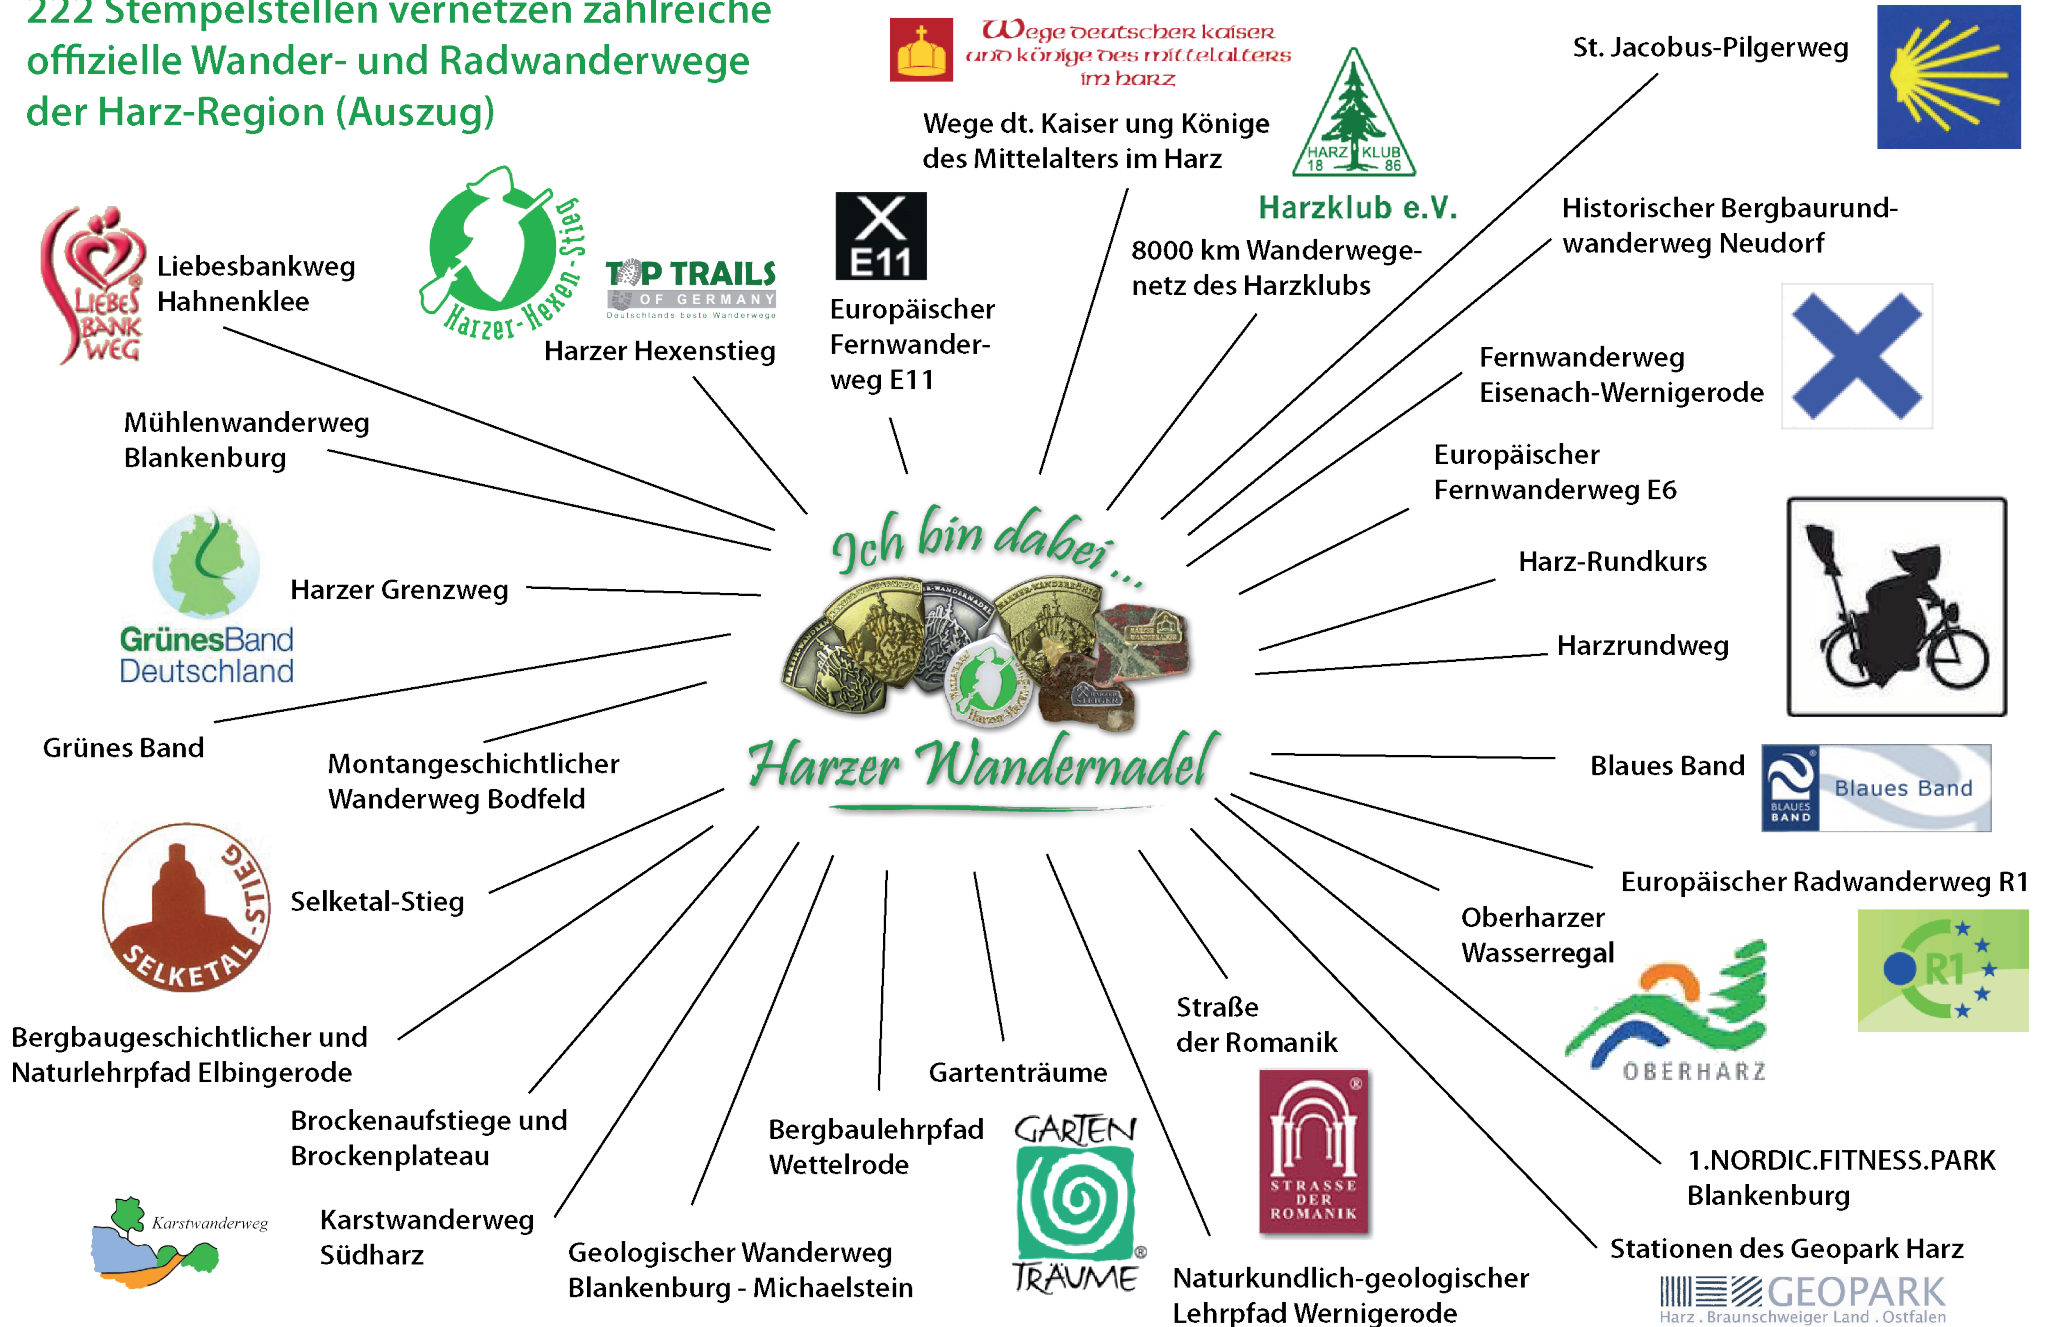 222 Stempelstellen vernetzen zahlreiche
offizielle Wander- und Radwanderwege
der Harz-Region (Auszug)
Wege deutscher kaiser
und könige des mittelalters
im harz
Wege dt. Kaiser ung Könige
des Mittelalters im Harz
HARZ KLUB
18 86
Harzklub e.V.
8000 km Wanderwege-
netz des Harzklubs
St. Jacobus-Pilgerweg
Historischer Bergbaurund-
wanderweg Neudorf
LIEBES
BANK
WEG
Liebesbankweg
Hahnenklee
Harzer-Hexen-Stieg
TOP TRAILS
OF GERMANY
Deutschlands beste Wanderwege
Harzer Hexenstieg
X
E11
Europäischer
Fernwander-
weg E11
Fernwanderweg
Eisenach-Wernigerode
Mühlenwanderweg
Blankenburg
Europäischer
Fernwanderweg E6
GrünesBand
Deutschland
Harzer Grenzweg
Harz-Rundkurs
Harzrundweg
Ich bin dabei...
HARZER WANDERKÖNIG
STEIGER
Harzer-Hexen-Stieg
Harzer Wandernadel
Grünes Band
Montangeschichtlicher
Wanderweg Bodfeld
Blaues Band
BLAUES
BAND
Blaues Band
SELKETAL-STIEG
Selketal-Stieg
Europäischer Radwanderweg R1
R1
Oberharzer
Wasserregal
OBERHARZ
Bergbaugeschichtlicher und
Naturlehrpfad Elbingerode
Brockenaufstiege und
Brockenplateau
Karstwanderweg
Karstwanderweg
Südharz
Geologischer Wanderweg
Blankenburg - Michaelstein
Bergbaulehrpfad
Wettelrode
Gartenträume
GARTEN
TRÄUME
Straße
der Romanik
STRASSE
DER
ROMANIK
Naturkundlich-geologischer
Lehrpfad Wernigerode
1.NORDIC.FITNESS.PARK
Blankenburg
Stationen des Geopark Harz
GEOPARK
Harz . Braunschweiger Land . Ostfalen